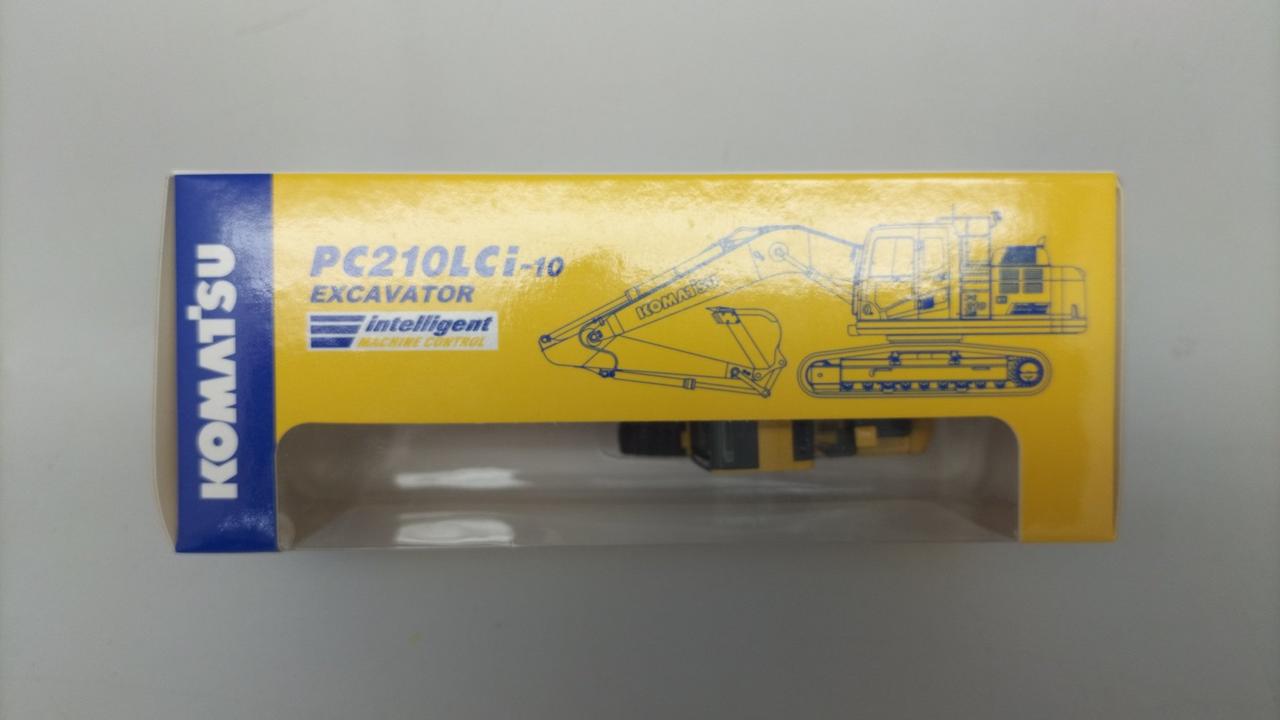 KOMATSU
PC210LCi-10
EXCAVATOR
intelligent
MACHINE CONTROL
KOMATSU